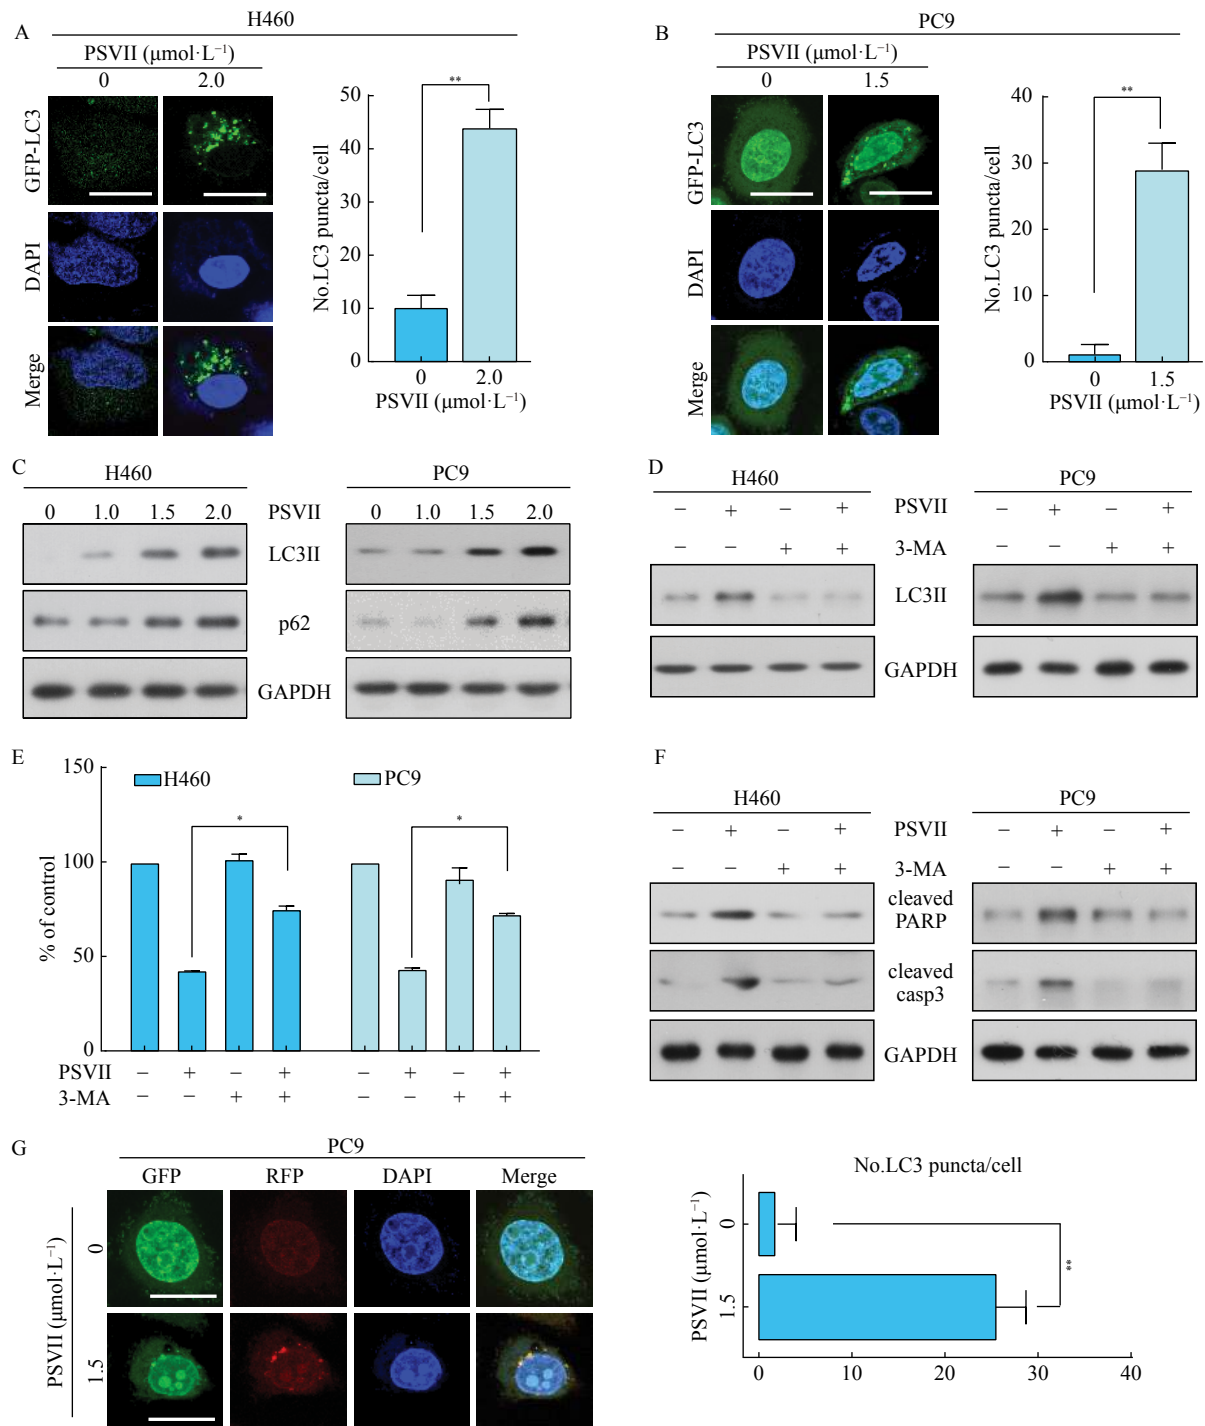 A
H460
PSVII (μmol·L⁻¹)
0 2.0
GFP-LC3
DAPI
Merge
No.LC3 puncta/cell
50
40
30
20
10
0
**
0 2.0
PSVII (μmol·L⁻¹)
B
PC9
PSVII (μmol·L⁻¹)
0 1.5
GFP-LC3
DAPI
Merge
No.LC3 puncta/cell
40
30
20
10
0
**
0 1.5
PSVII (μmol·L⁻¹)
C
H460 PC9
0 1.0 1.5 2.0 PSVII 0 1.0 1.5 2.0
LC3II
p62
GAPDH
D
H460 PC9
− + − + PSVII − + − +
− − + + 3-MA − − + +
LC3II
GAPDH
E
% of control
150
100
50
0
H460 PC9
* *
PSVII − + − + − + − +
3-MA − − + + − − + +
F
H460 PC9
− + − + PSVII − + − +
− − + + 3-MA − − + +
cleaved
PARP
cleaved
casp3
GAPDH
G
PC9
GFP RFP DAPI Merge
PSVII (μmol·L⁻¹)
0
1.5
No.LC3 puncta/cell
PSVII (μmol·L⁻¹)
0
1.5
**
0 10 20 30 40